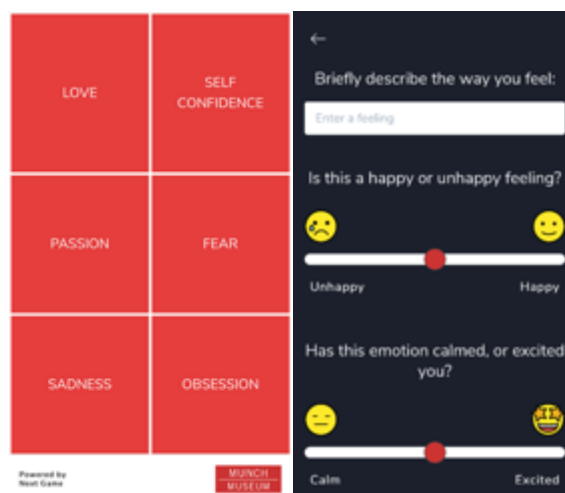 LOVE
SELF
CONFIDENCE
PASSION
FEAR
SADNESS
OBSESSION
Powered by
Next Game
MUNCH
MUSEUM
Briefly describe the way you feel:
Enter a feeling
Is this a happy or unhappy feeling?
Unhappy
Happy
Has this emotion calmed, or excited
you?
Calm
Excited